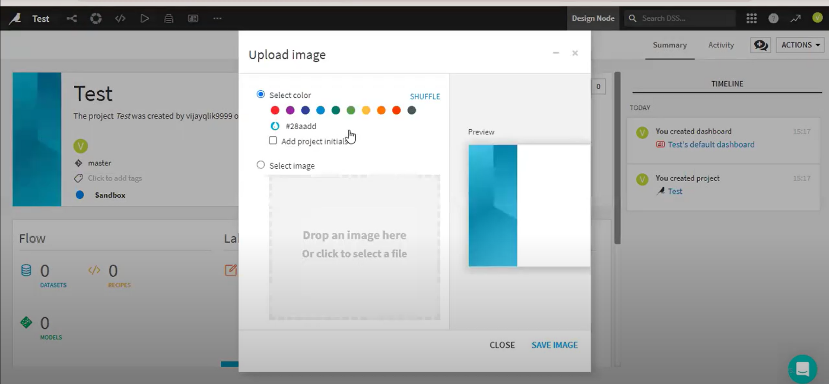 Test
Design Node
Search DSS...
V
Summary
Activity
ACTIONS
Test
The project Test was created by vijayqlik9999 o
V
master
Click to add tags
Sandbox
Flow
La
0
DATASETS
0
RECIPES
0
MODELS
Upload image
Select color
SHUFFLE
#28aadd
Add project initials
Select image
Drop an image here
Or click to select a file
Preview
CLOSE
SAVE IMAGE
0
TIMELINE
TODAY
V
You created dashboard
15:17
Test's default dashboard
V
You created project
15:17
Test